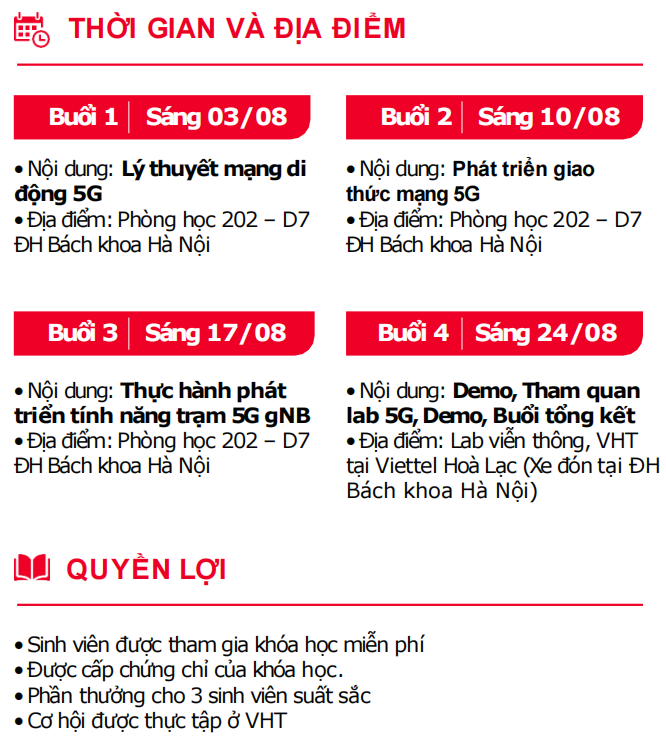 THỜI GIAN VÀ ĐỊA ĐIỂM
Buổi 1 | Sáng 03/08
• Nội dung: Lý thuyết mạng di
động 5G
• Địa điểm: Phòng học 202 – D7
ĐH Bách khoa Hà Nội
Buổi 2 | Sáng 10/08
• Nội dung: Phát triển giao
thức mạng 5G
• Địa điểm: Phòng học 202 – D7
ĐH Bách khoa Hà Nội
Buổi 3 | Sáng 17/08
• Nội dung: Thực hành phát
triển tính năng trạm 5G gNB
• Địa điểm: Phòng học 202 – D7
ĐH Bách khoa Hà Nội
Buổi 4 | Sáng 24/08
• Nội dung: Demo, Tham quan
lab 5G, Demo, Buổi tổng kết
• Địa điểm: Lab viễn thông, VHT
tại Viettel Hoà Lạc (Xe đón tại ĐH
Bách khoa Hà Nội)
QUYỀN LỢI
• Sinh viên được tham gia khóa học miễn phí
• Được cấp chứng chỉ của khóa học.
• Phần thưởng cho 3 sinh viên suất sắc
• Cơ hội được thực tập ở VHT